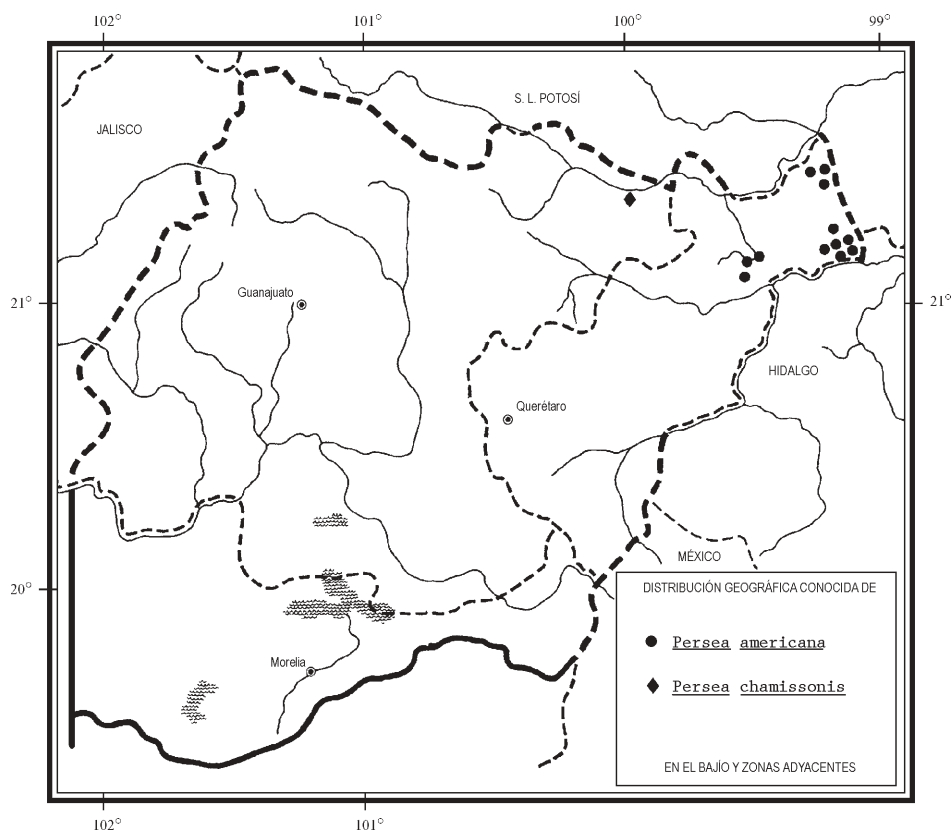 102° 101° 100° 99°
S. L. POTOSÍ
JALISCO
Guanajuato
21° 21°
HIDALGO
Querétaro
MÉXICO
20°
DISTRIBUCIÓN GEOGRÁFICA CONOCIDA DE
Persea americana
Morelia
Persea chamissonis
EN EL BAJÍO Y ZONAS ADYACENTES
102° 101°